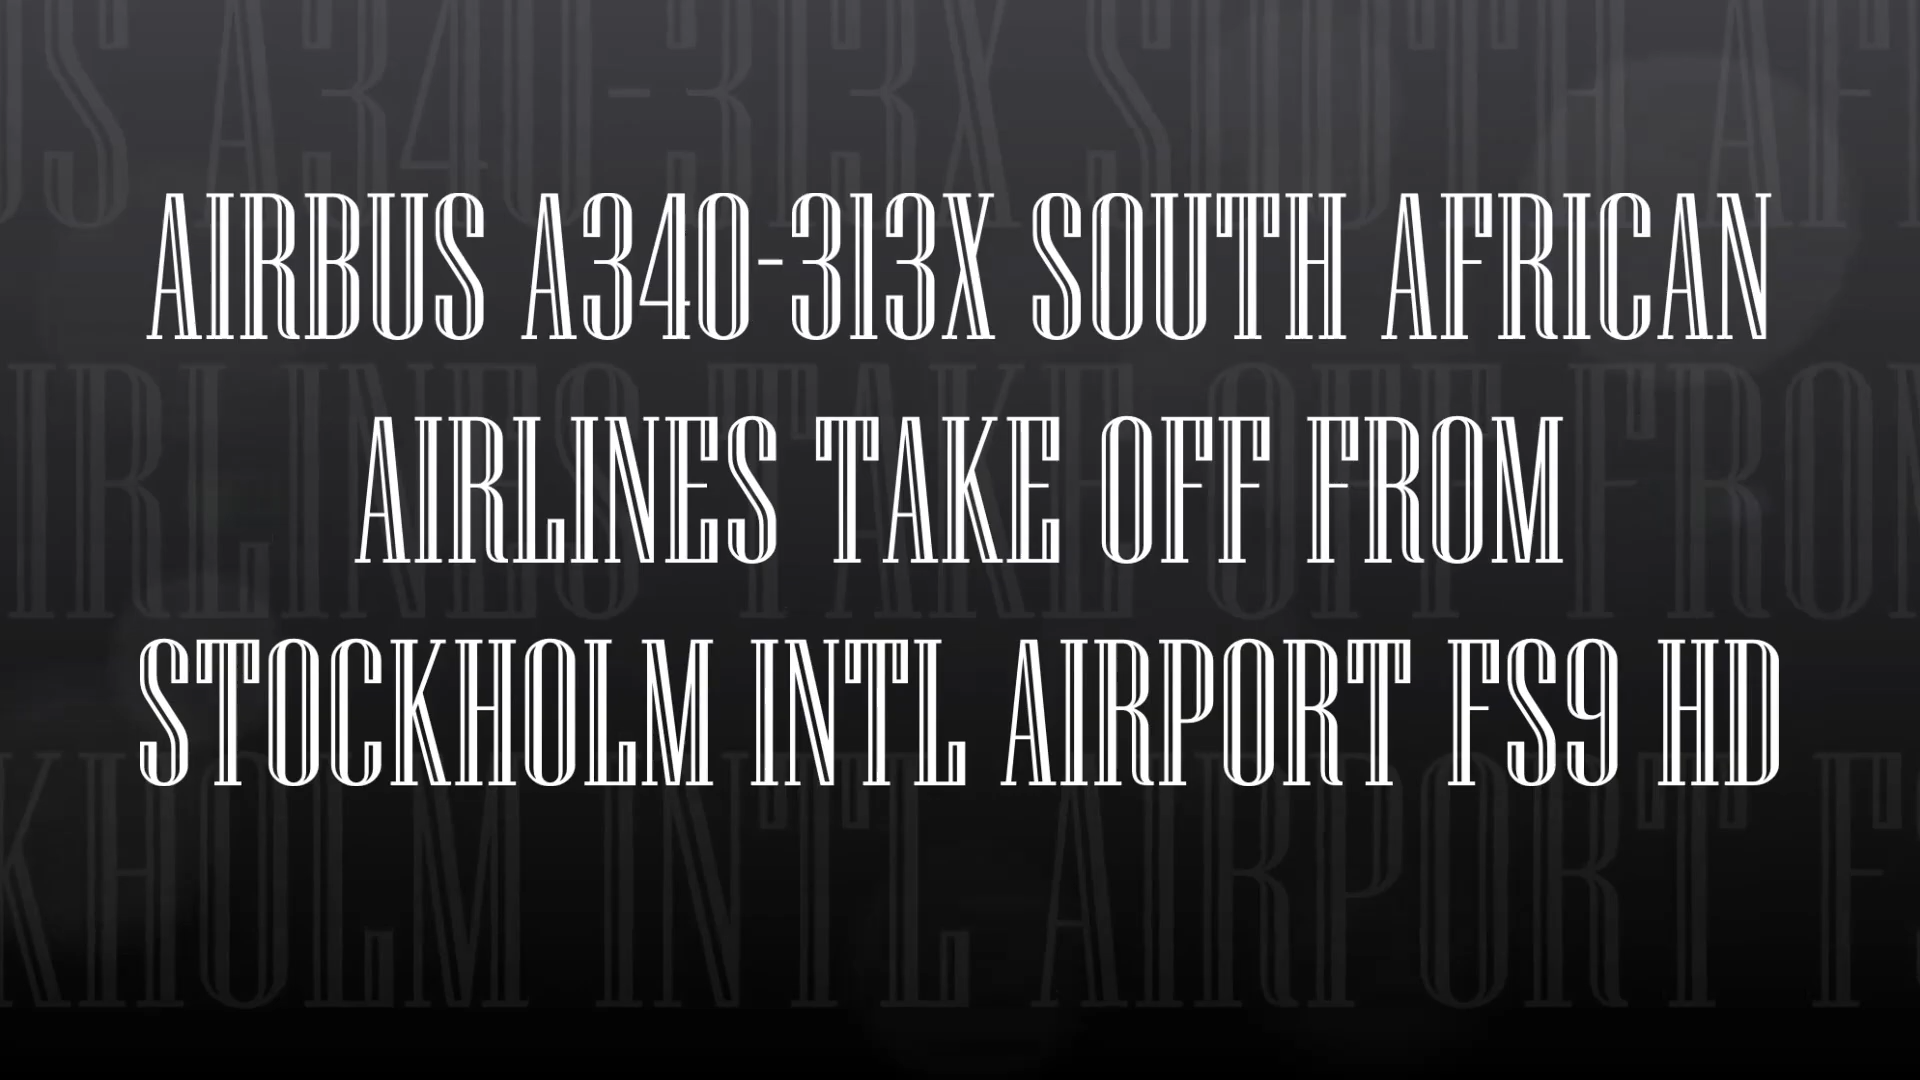 AIRBUS A340-313X SOUTH AFRICAN
AIRLINES TAKE OFF FROM
STOCKHOLM INTL AIRPORT FS9 HD